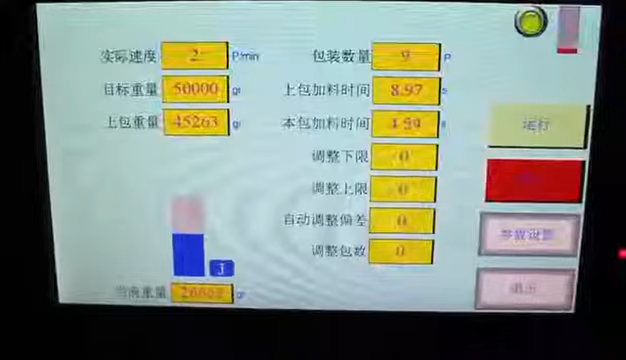 实际速度 2 P/min 包装数量 9 P
目标重量 50000 gr 上包加料时间 8.97 s
上包重量 45263 gr 本包加料时间 4.59 s
运行
调整下限 0
调整上限 0
自动调整偏差 0
参数设置
调整包数 0
当前重量 gr
退出